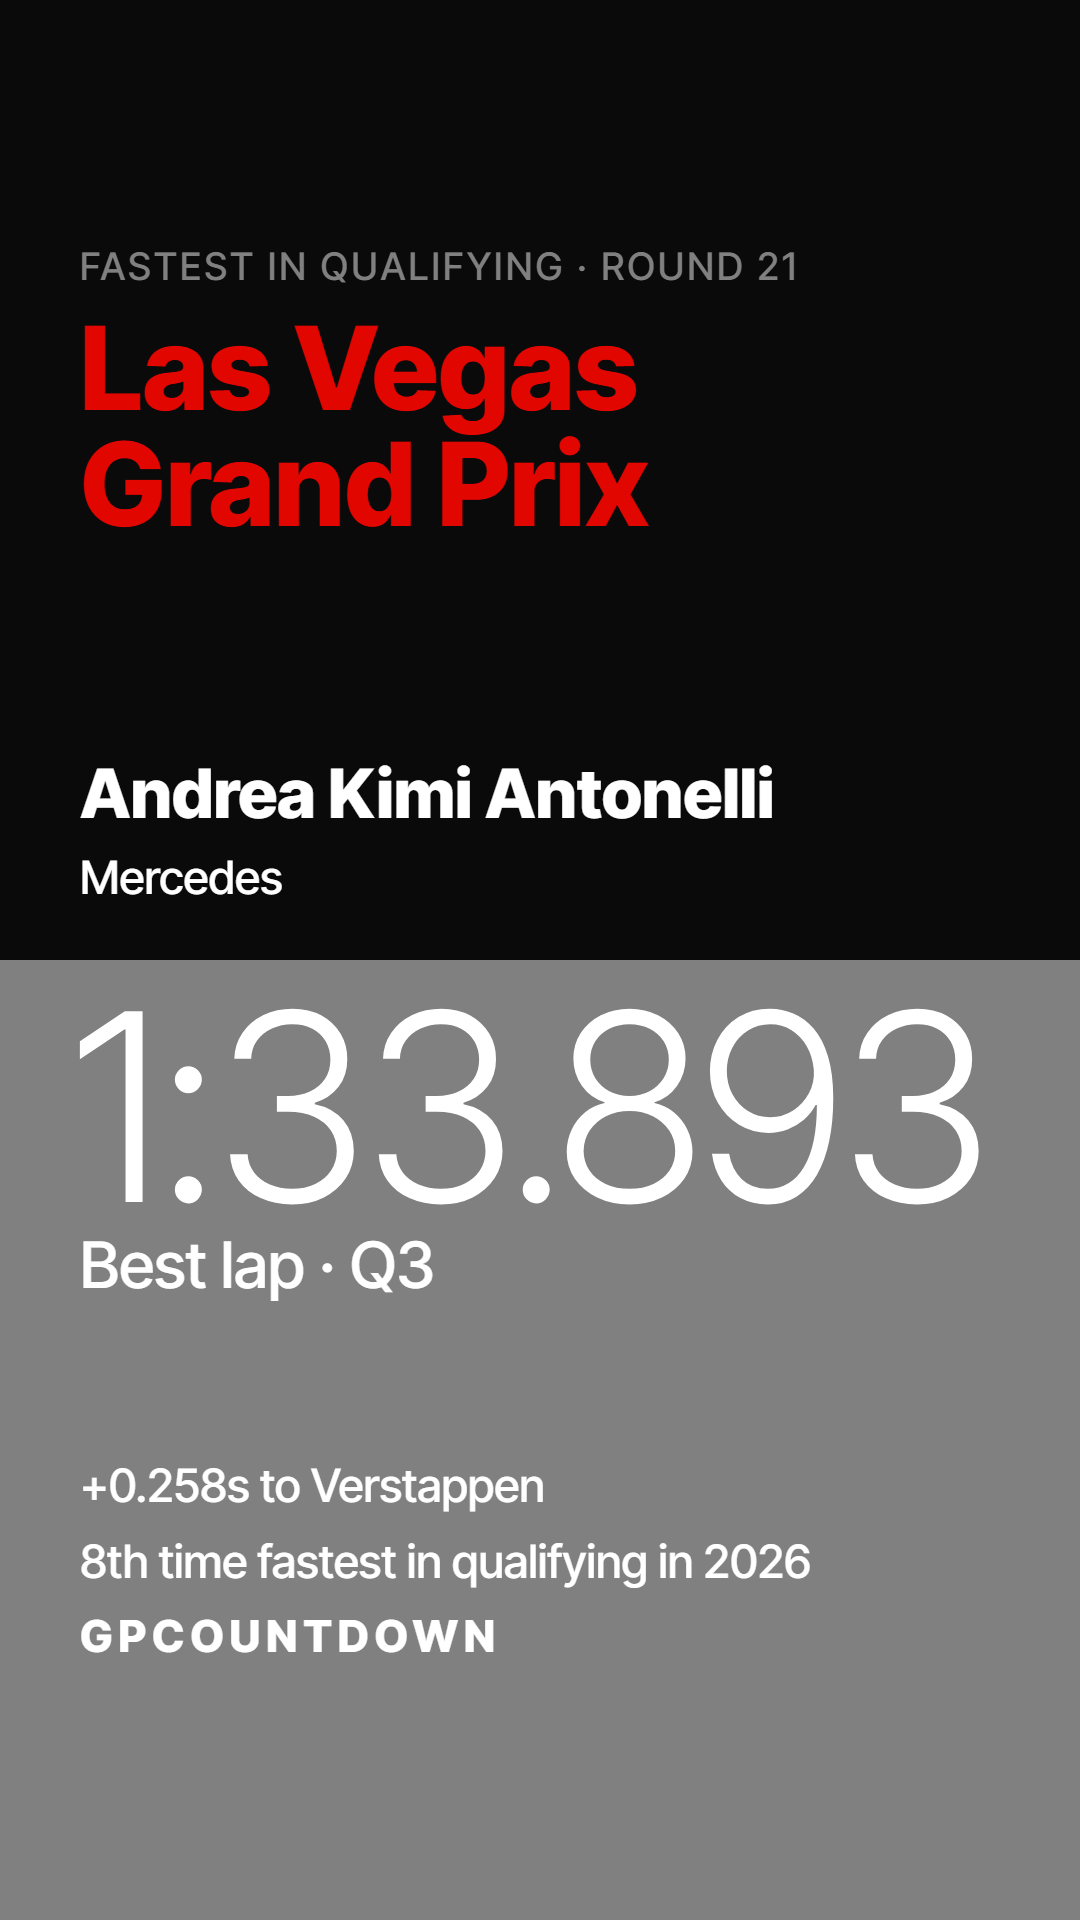 FASTEST IN QUALIFYING · ROUND 21
Las Vegas
Grand Prix
Andrea Kimi Antonelli
Mercedes
1:33.893
Best lap · Q3
+0.258s to Verstappen
8th time fastest in qualifying in 2026
GPCOUNTDOWN